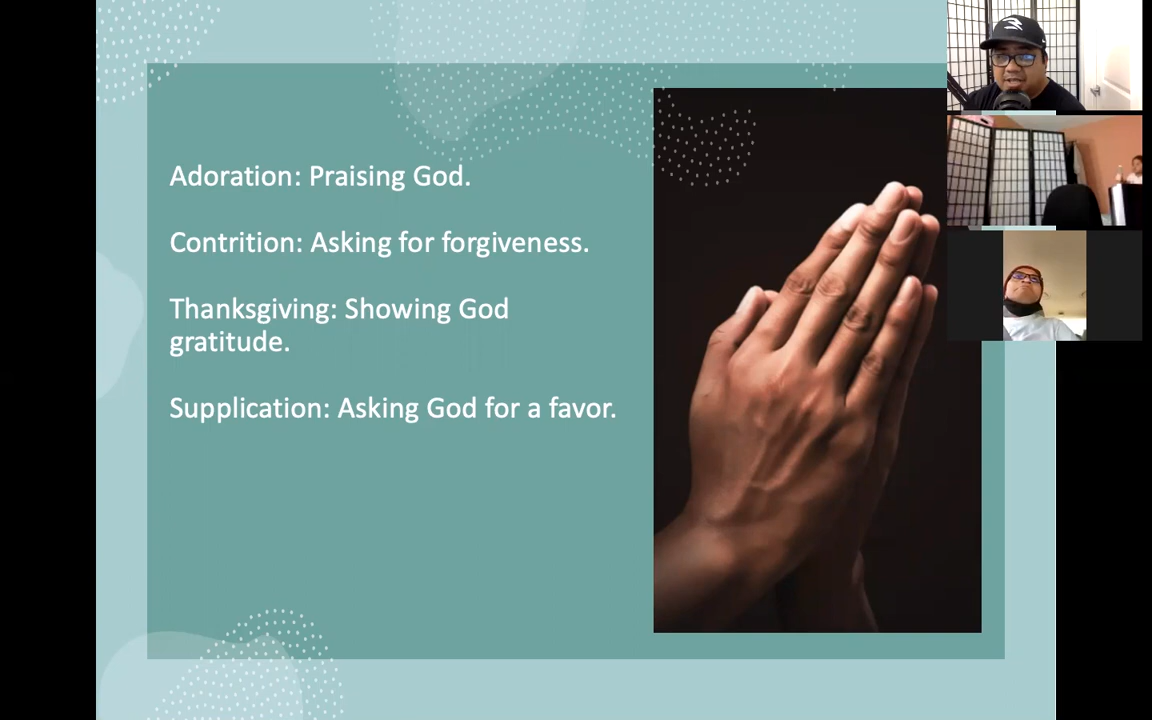 Adoration: Praising God.
Contrition: Asking for forgiveness.
Thanksgiving: Showing God
gratitude.
Supplication: Asking God for a favor.